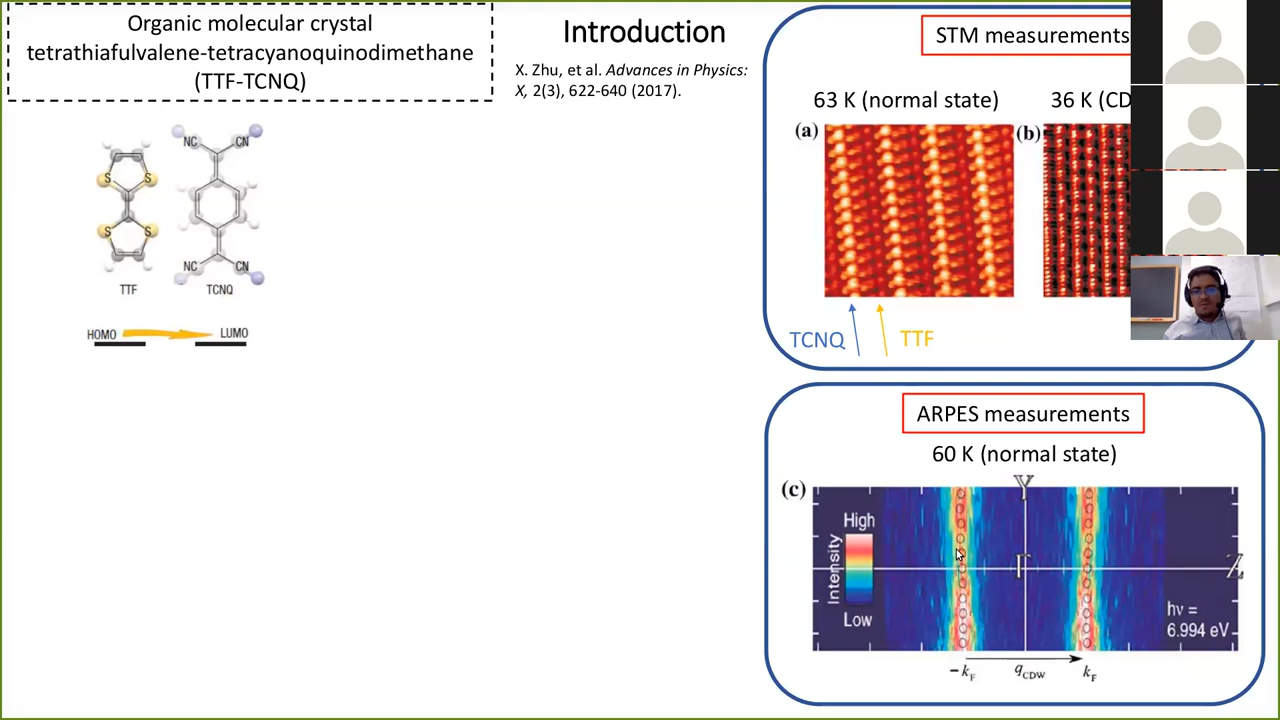 Organic molecular crystal
tetrathiafulvalene-tetracyanoquinodimethane
(TTF-TCNQ)
Introduction
X. Zhu, et al. Advances in Physics:
X, 2(3), 622-640 (2017).
NC CN
S S
S S
NC CN
TTF TCNQ
HOMO LUMO
STM measurements
63 K (normal state)
36 K (CD
(a)
(b)
TCNQ TTF
ARPES measurements
60 K (normal state)
(c)
High
Intensity
Low
Y
Γ
Z
hν =
6.994 eV
−kF qCDW kF